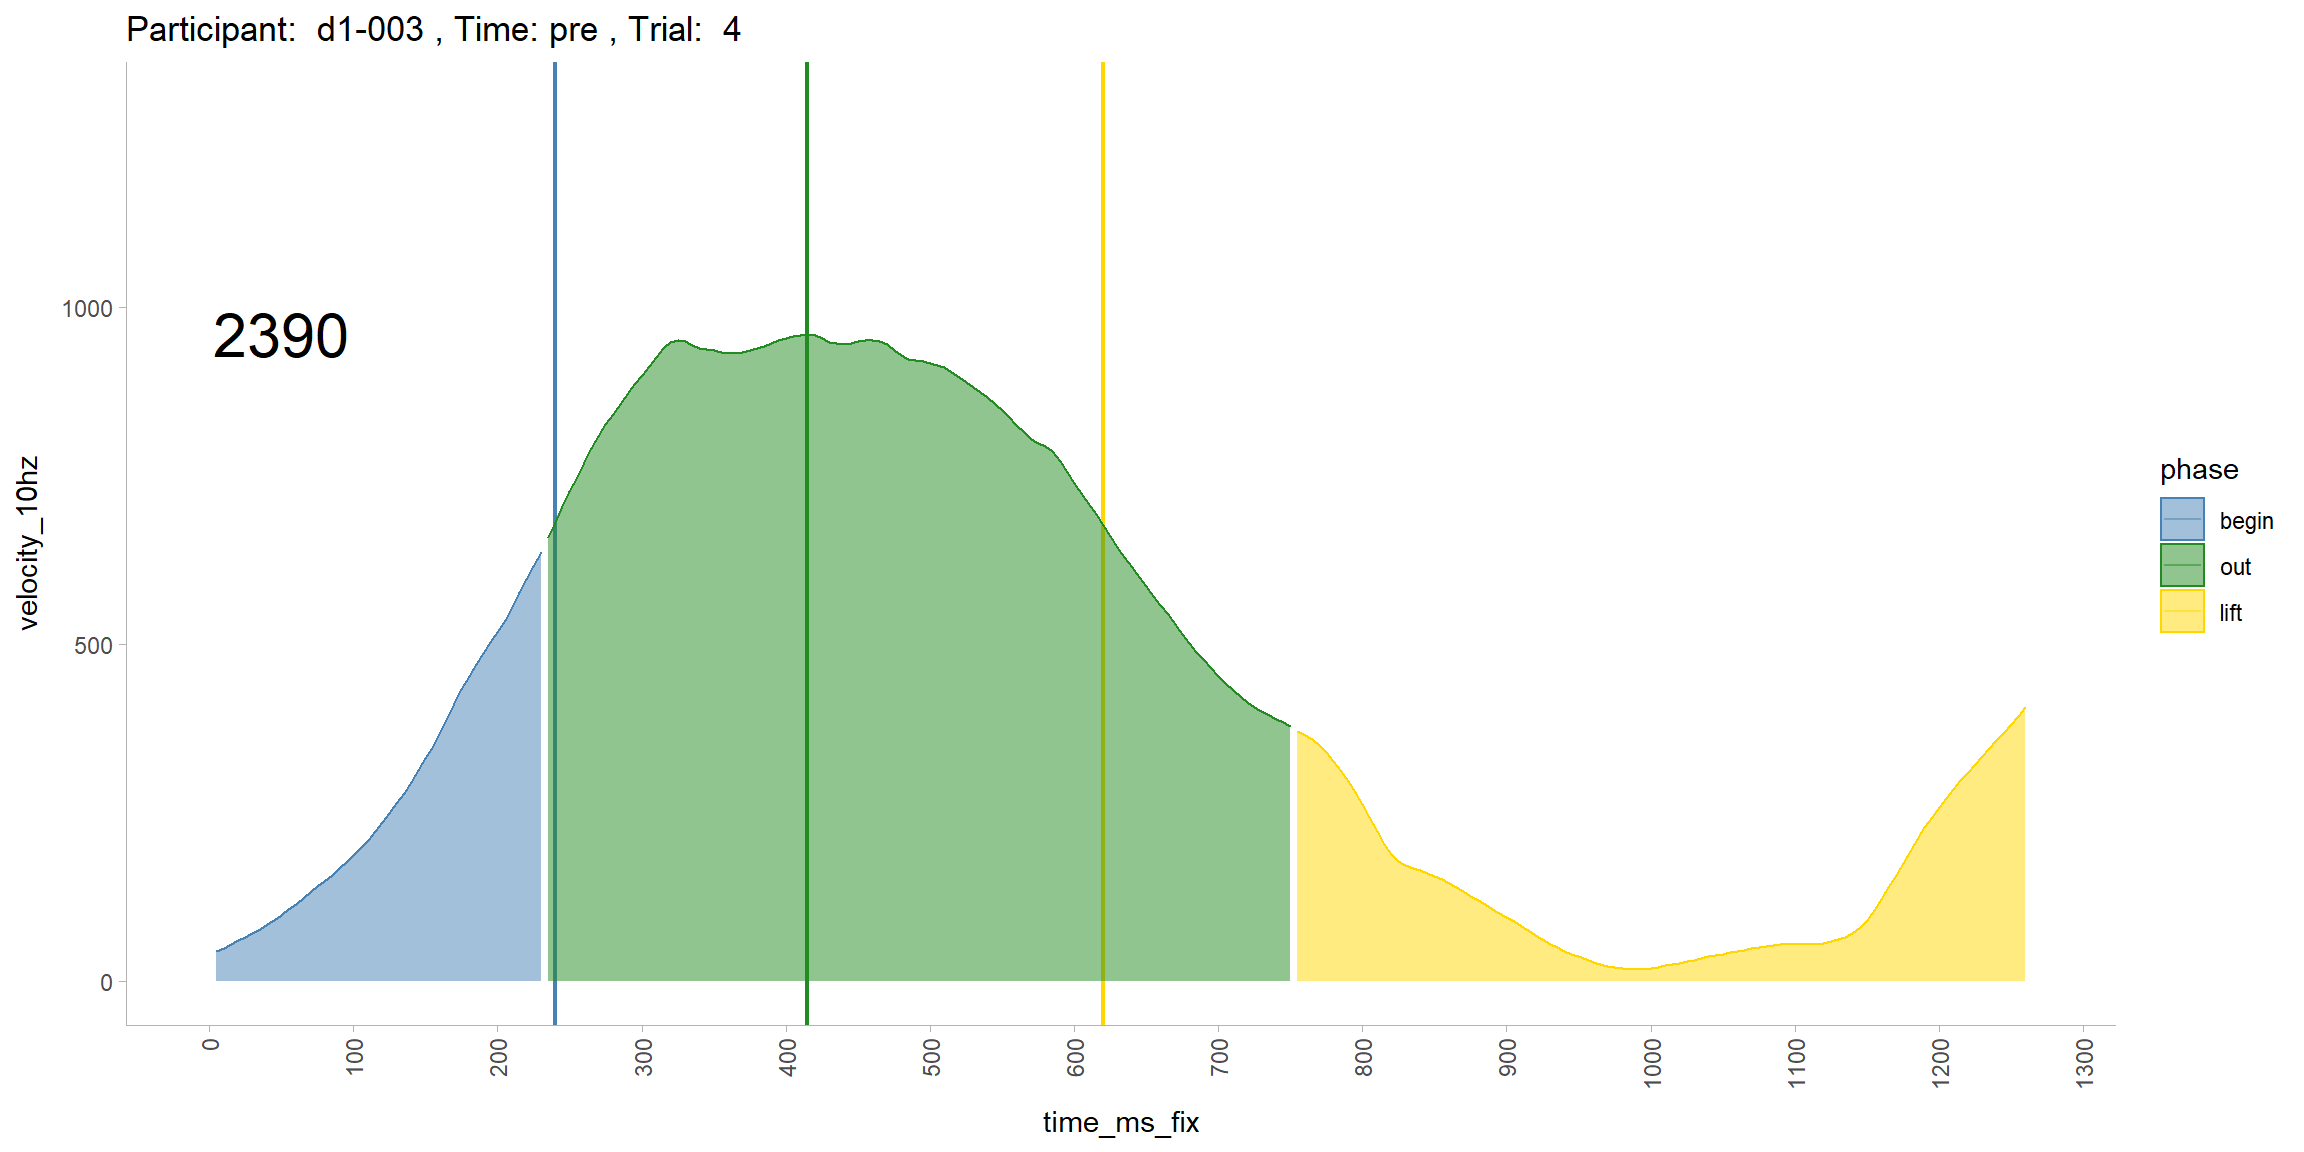 Participant:  d1-003 , Time: pre , Trial:  4
2390
1000
500
0
velocity_10hz
0
100
200
300
400
500
600
700
800
900
1000
1100
1200
1300
time_ms_fix
phase
begin
out
lift